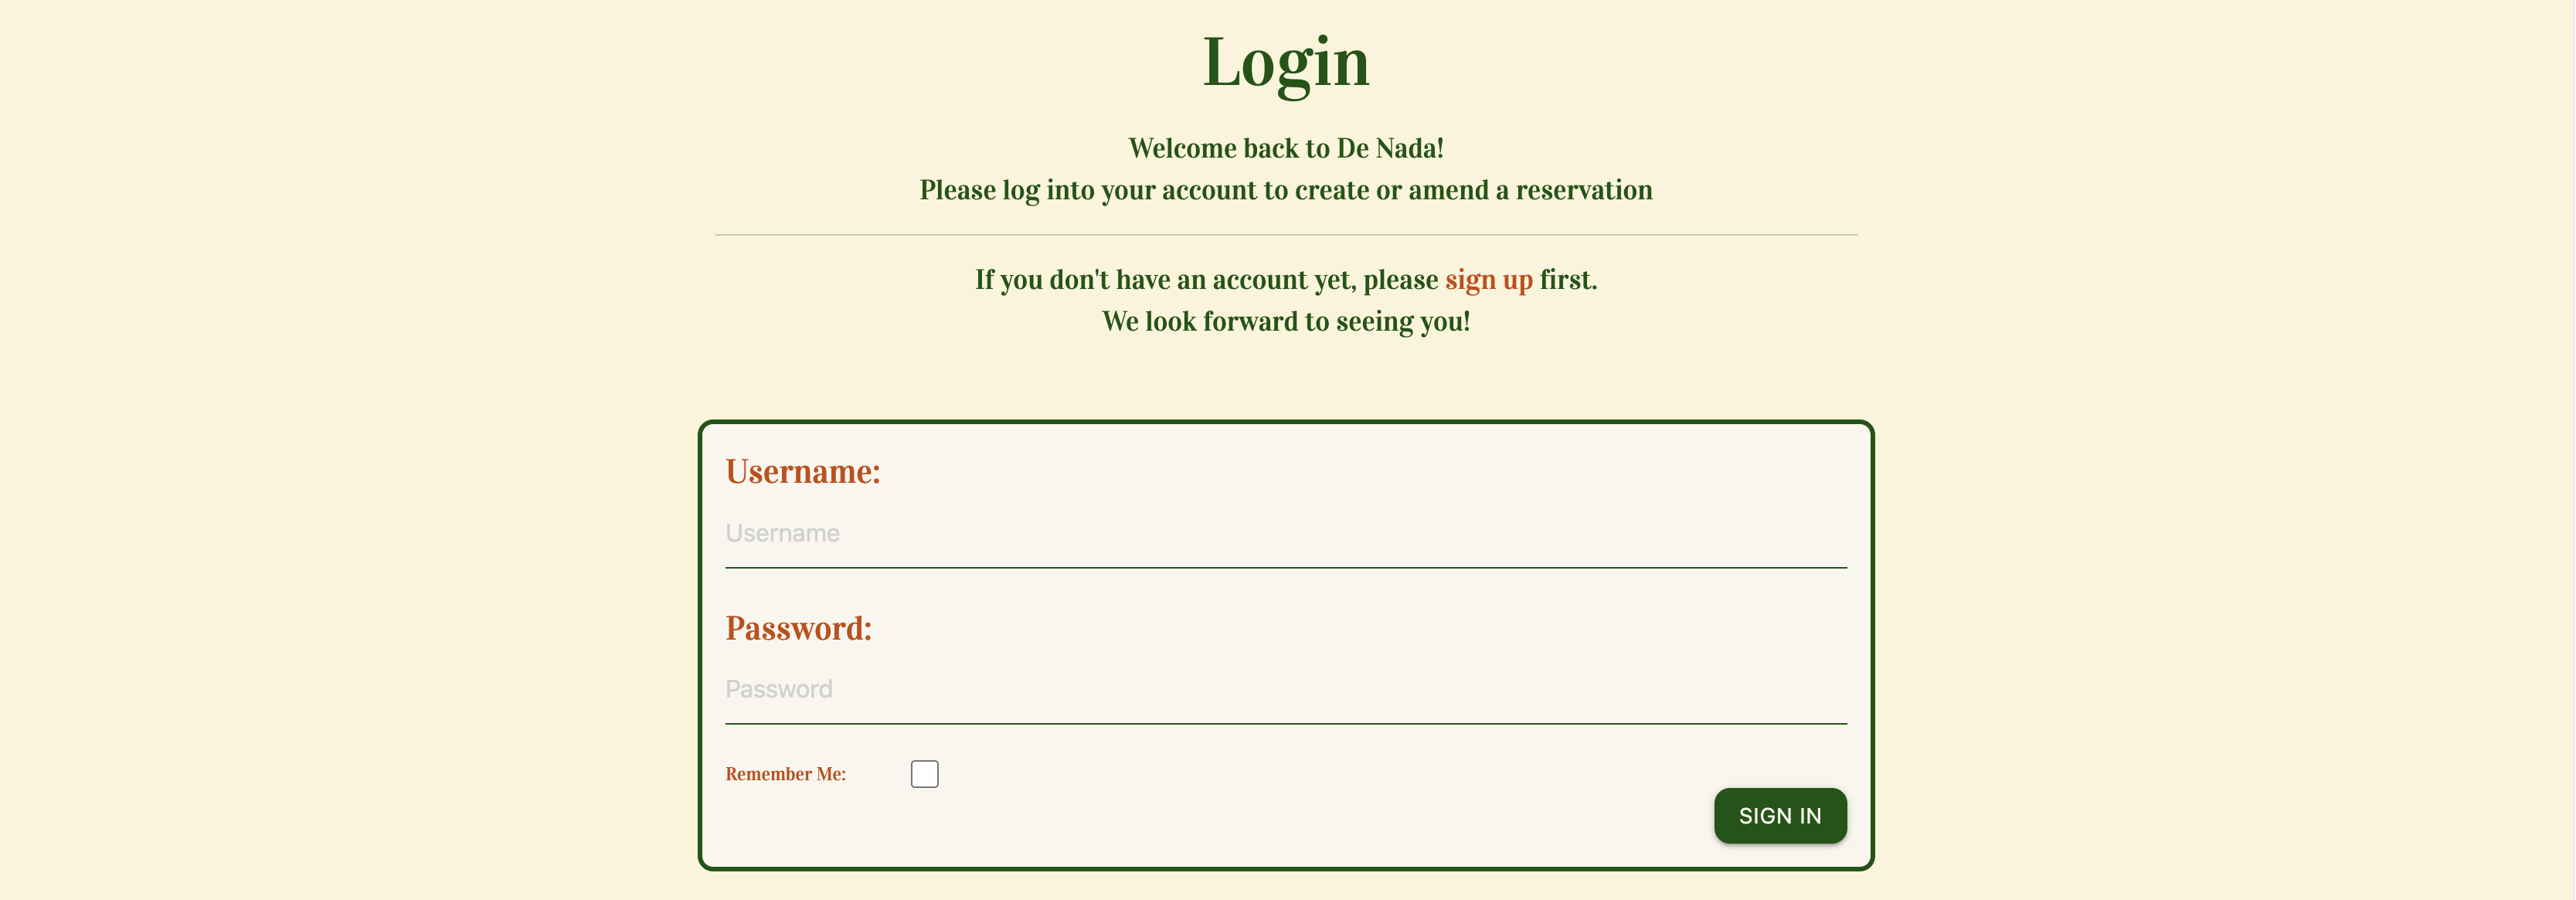 Login
Welcome back to De Nada!
Please log into your account to create or amend a reservation
If you don't have an account yet, please sign up first.
We look forward to seeing you!
Username:
Username
Password:
Password
Remember Me:
SIGN IN